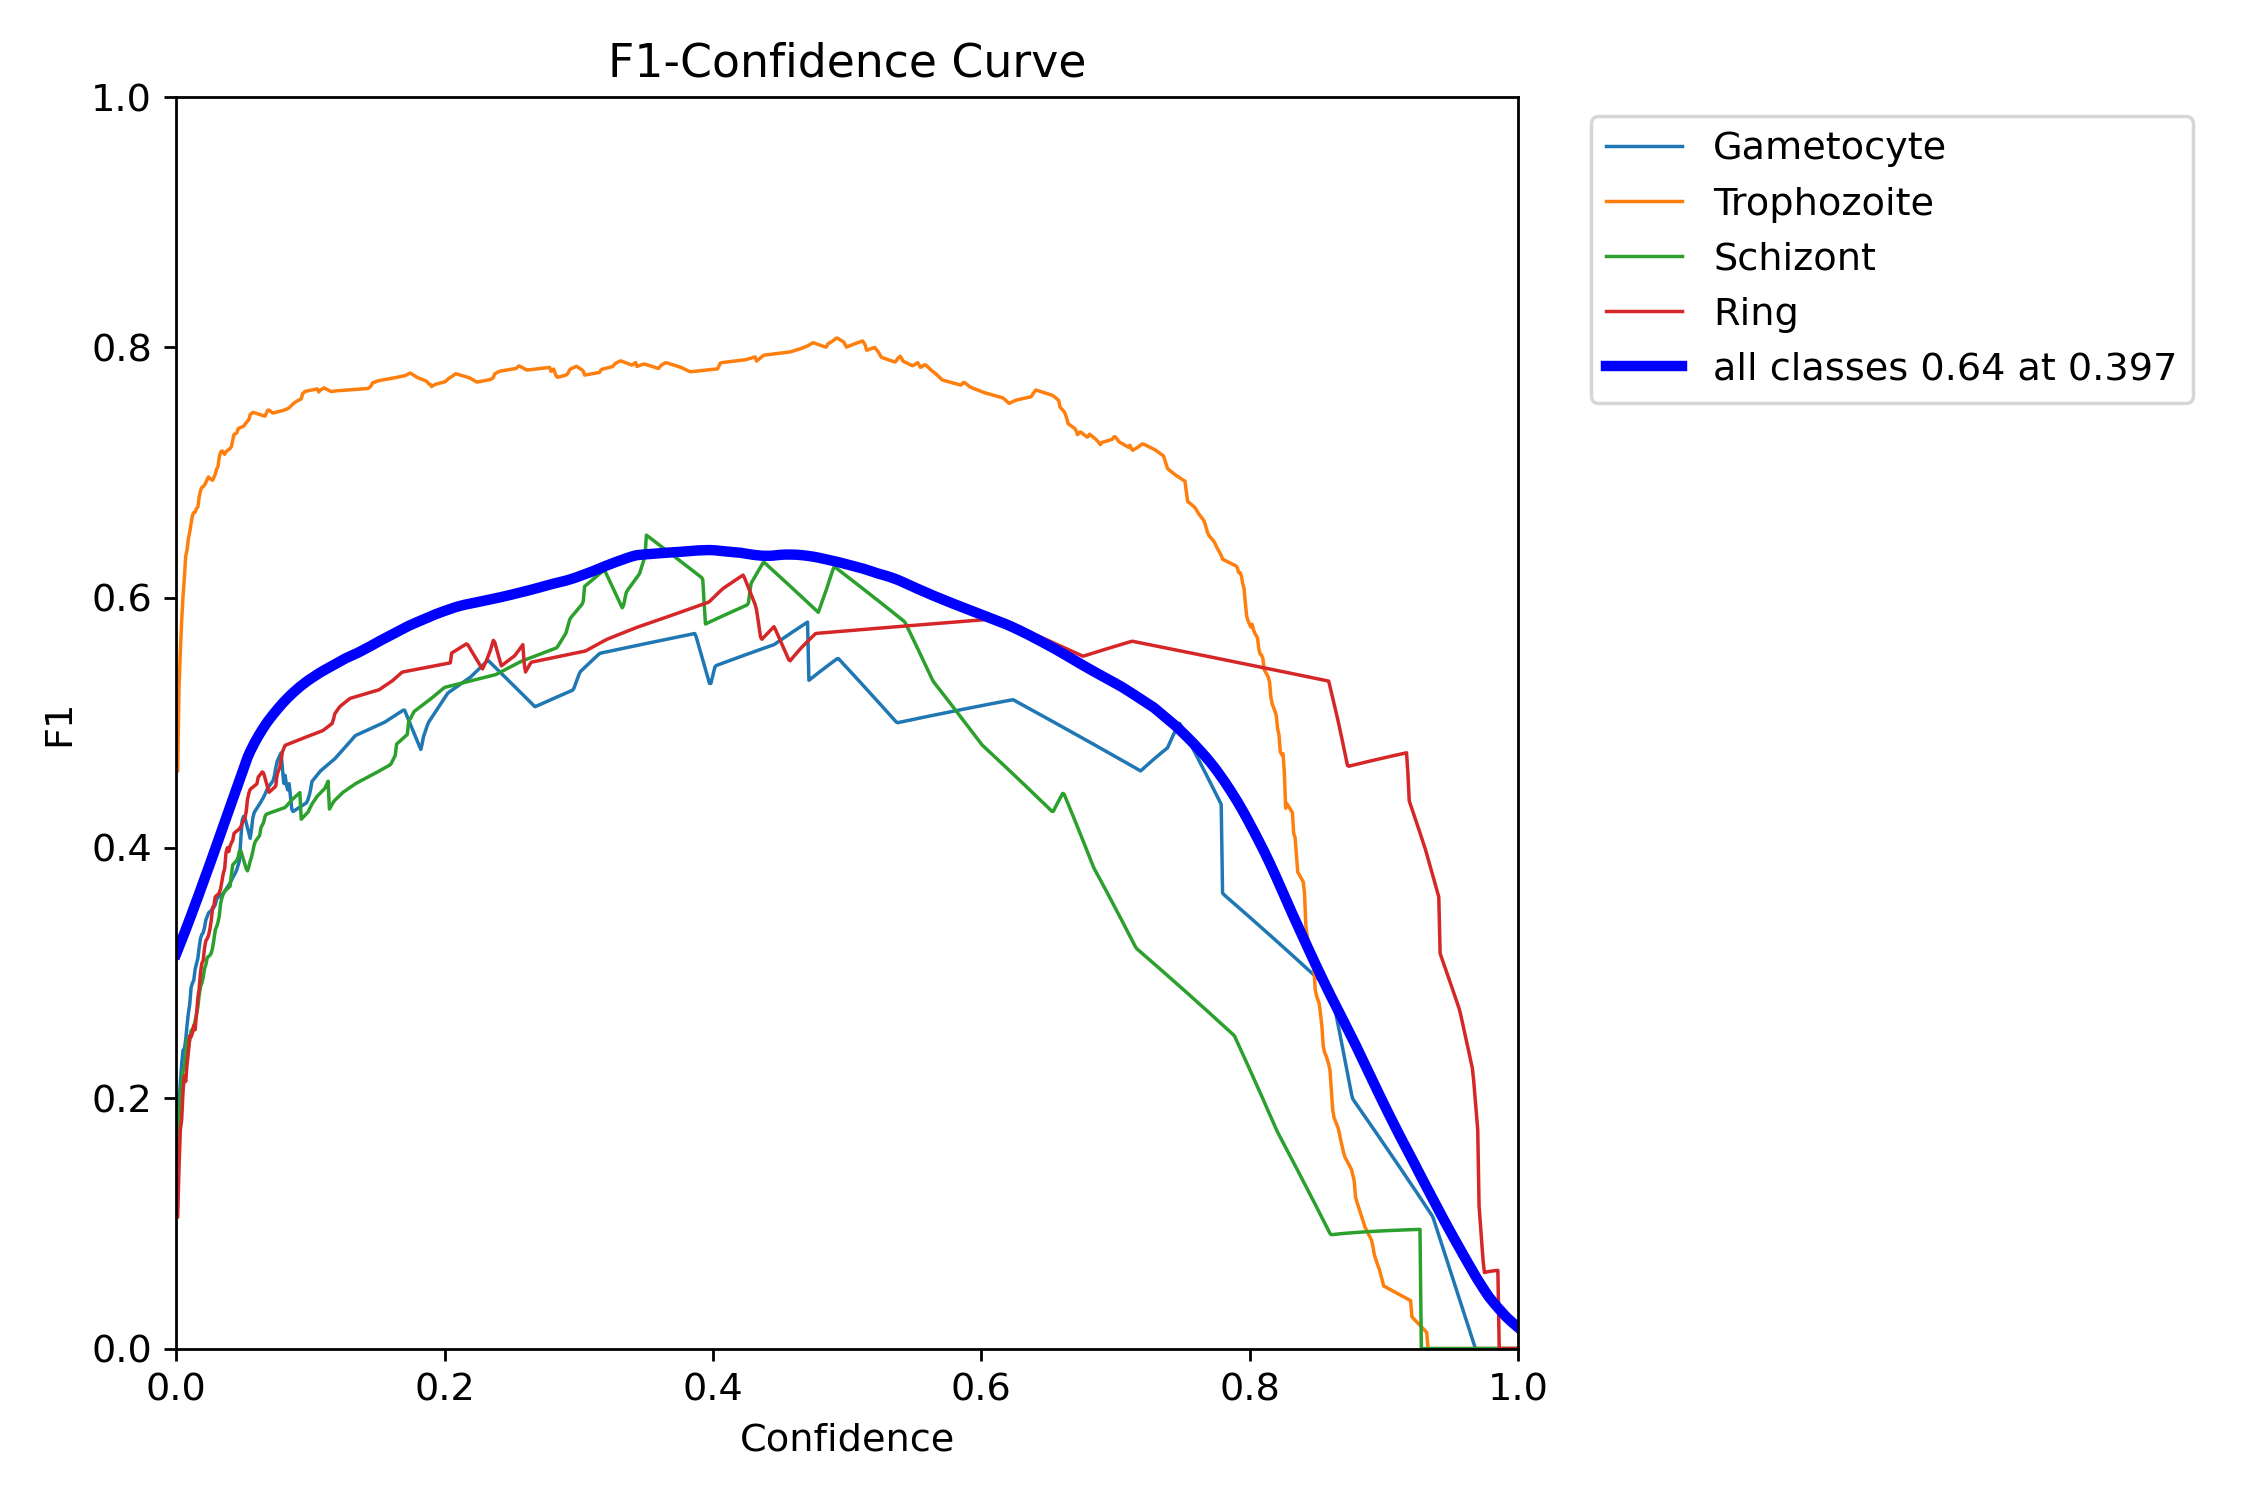 F1-Confidence Curve
1.0
0.8
0.6
0.4
0.2
0.0
F1
0.0 0.2 0.4 0.6 0.8 1.0
Confidence
Gametocyte
Trophozoite
Schizont
Ring
all classes 0.64 at 0.397